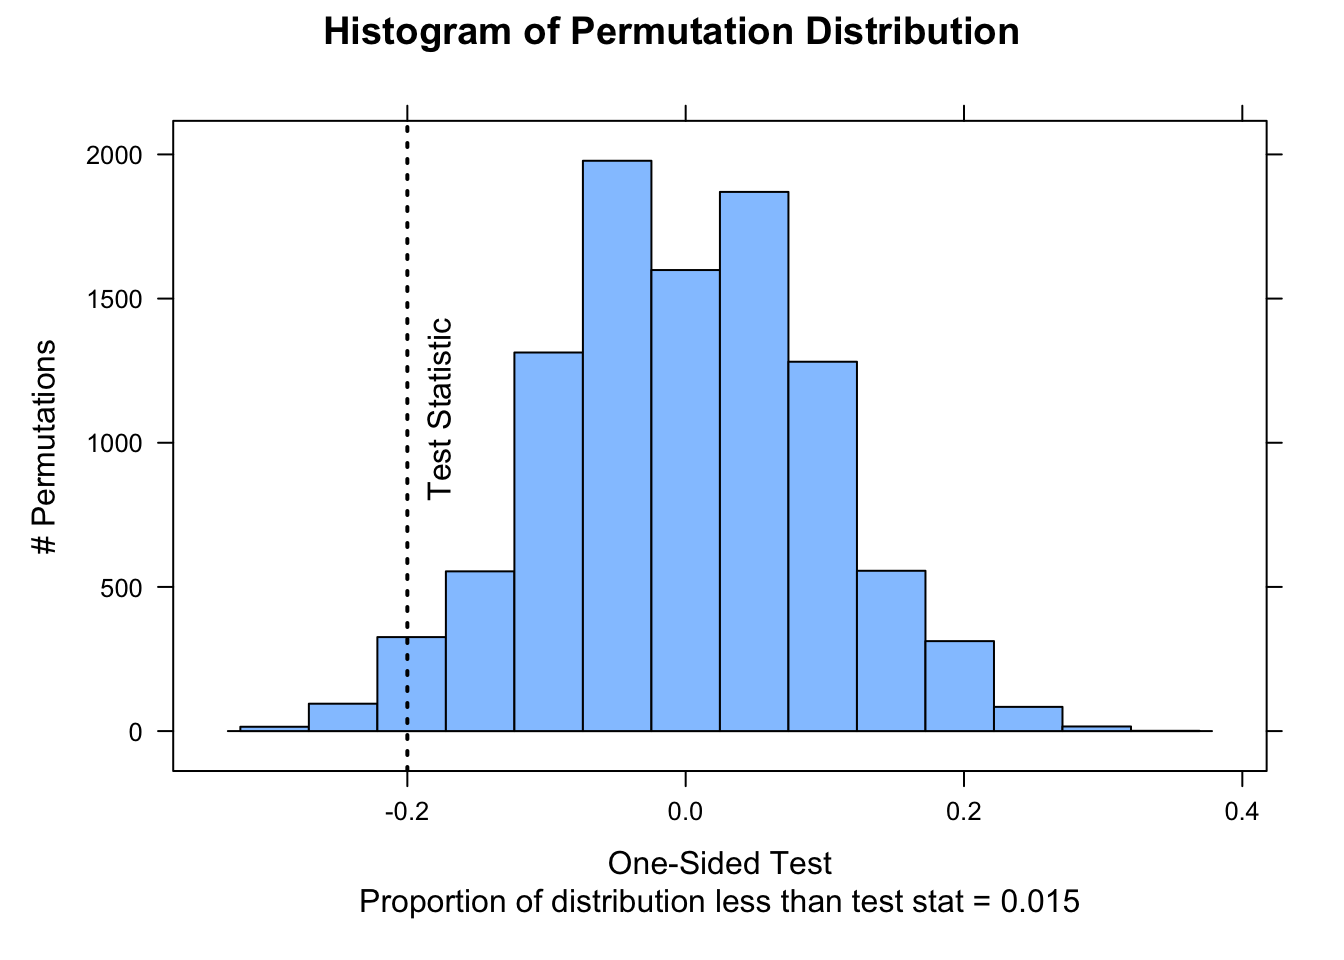 Histogram of Permutation Distribution
# Permutations
2000
1500
1000
500
0
Test Statistic
-0.2
0.0
0.2
0.4
One-Sided Test
Proportion of distribution less than test stat = 0.015